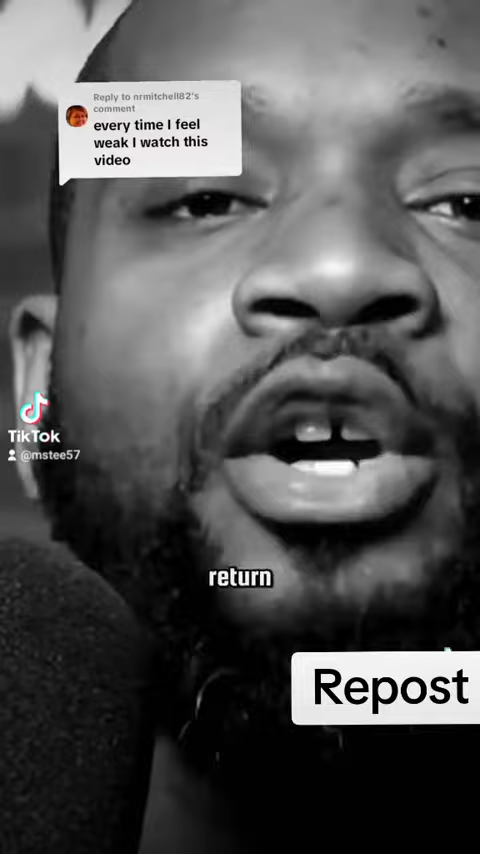 Reply to nrmitchell82's
comment
every time I feel
weak I watch this
video
TikTok
@mstee57
return
Repost